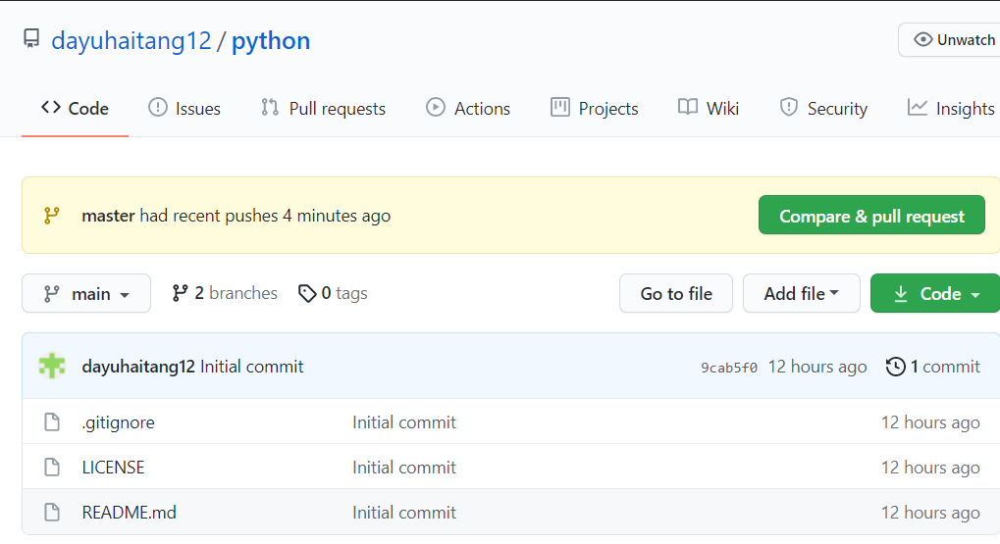 dayuhaitang12 / python
Unwatch
Code Issues Pull requests Actions Projects Wiki Security Insights
master had recent pushes 4 minutes ago
Compare & pull request
main 2 branches 0 tags Go to file Add file Code
dayuhaitang12 Initial commit 9cab5f0 12 hours ago 1 commit
.gitignore Initial commit 12 hours ago
LICENSE Initial commit 12 hours ago
README.md Initial commit 12 hours ago